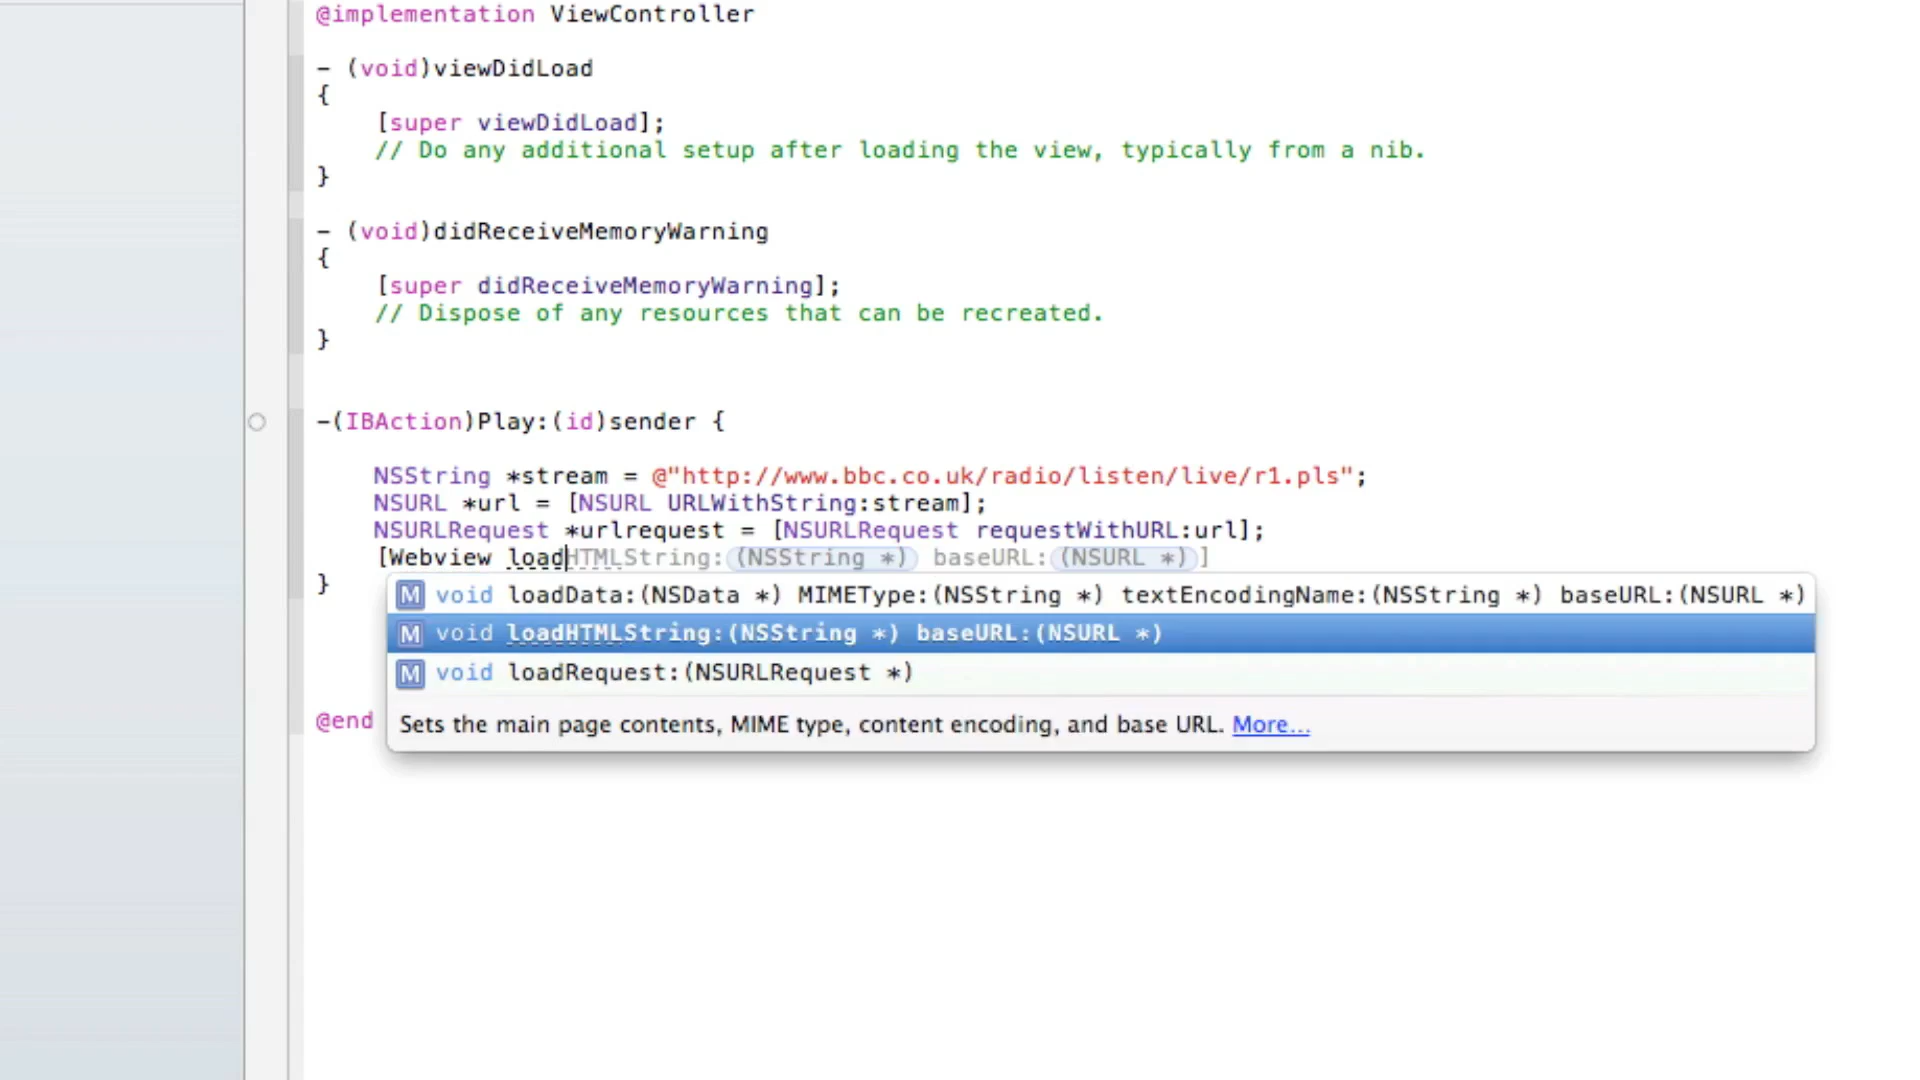 @implementation ViewController
- (void)viewDidLoad
{
[super viewDidLoad];
// Do any additional setup after loading the view, typically from a nib.
}
- (void)didReceiveMemoryWarning
{
[super didReceiveMemoryWarning];
// Dispose of any resources that can be recreated.
}
-(IBAction)Play:(id)sender {
NSString *stream = @"http://www.bbc.co.uk/radio/listen/live/r1.pls";
NSURL *url = [NSURL URLWithString:stream];
NSURLRequest *urlrequest = [NSURLRequest requestWithURL:url];
[Webview loadHTMLString:(NSString *) baseURL:(NSURL *)]
}
M void loadData:(NSData *) MIMEType:(NSString *) textEncodingName:(NSString *) baseURL:(NSURL *)
M void loadHTMLString:(NSString *) baseURL:(NSURL *)
M void loadRequest:(NSURLRequest *)
@end
Sets the main page contents, MIME type, content encoding, and base URL. More...